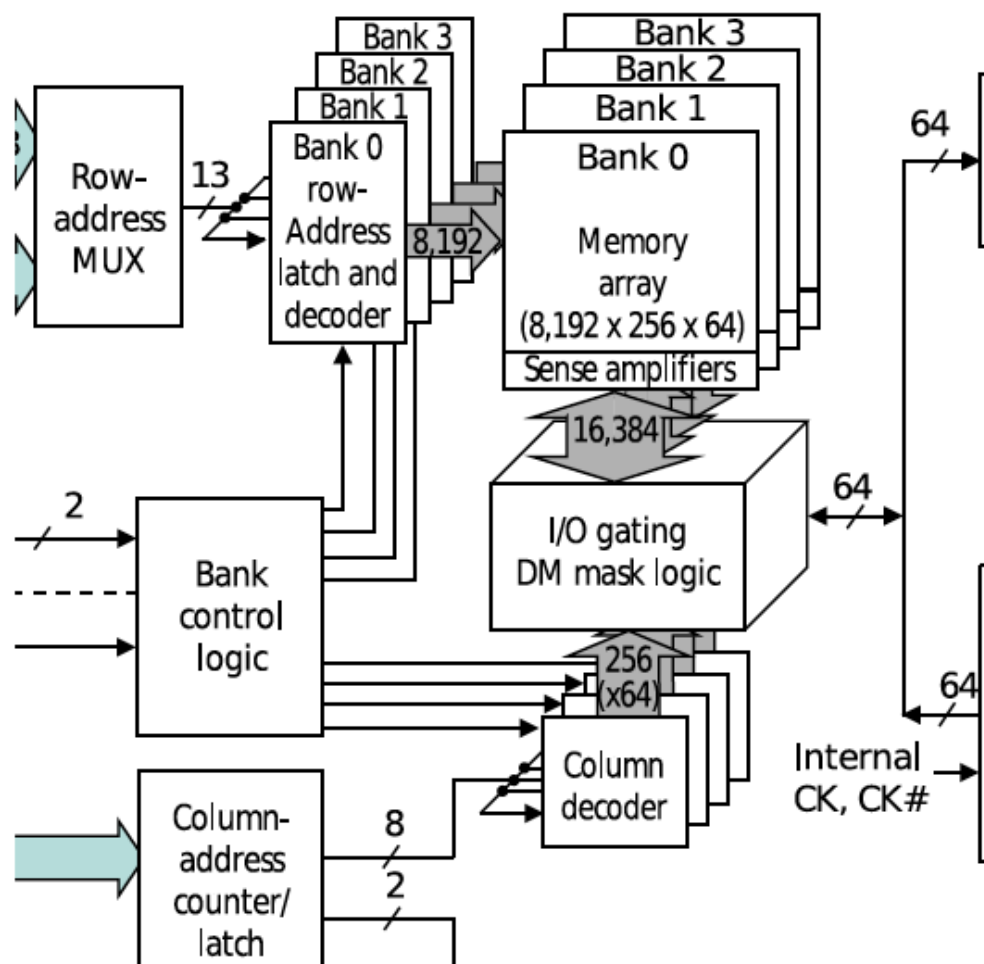 Bank 3
Bank 2
Bank 1
Bank 0
row-
Address
latch and
decoder
Bank 3
Bank 2
Bank 1
Bank 0
Memory
array
(8,192 x 256 x 64)
Sense amplifiers
Row-
address
MUX
13
8,192
64
16,384
2
Bank
control
logic
I/O gating
DM mask logic
64
256
(x64)
64
Column
decoder
Internal
CK, CK#
Column-
address
counter/
latch
8
2